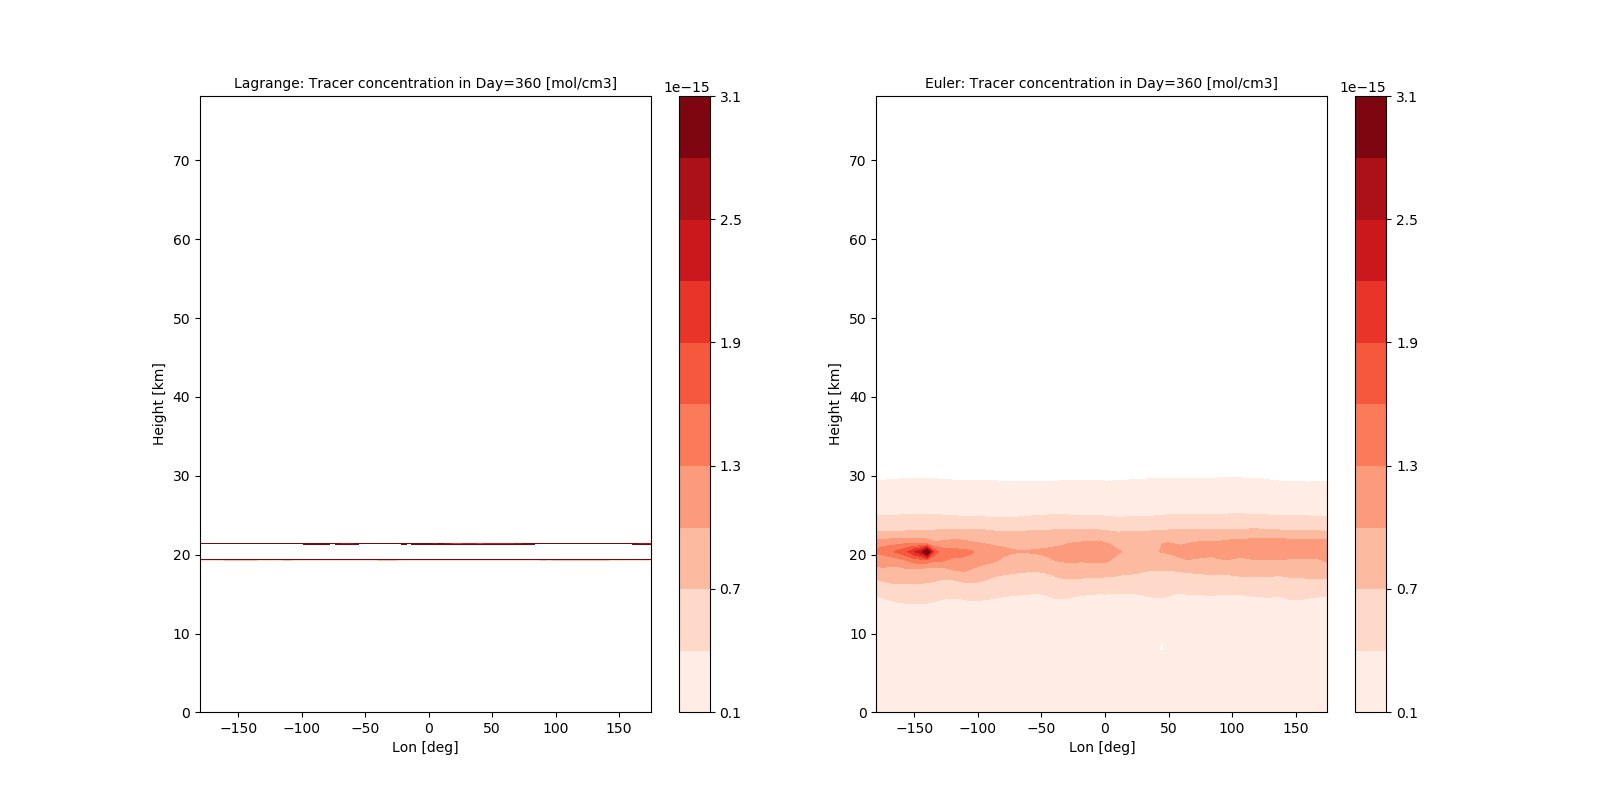 Lagrange: Tracer concentration in Day=360 [mol/cm3]
1e−15
3.1
2.5
1.9
1.3
0.7
0.1
70
60
50
40
30
20
10
0
Height [km]
−150 −100 −50 0 50 100 150
Lon [deg]
Euler: Tracer concentration in Day=360 [mol/cm3]
1e−15
3.1
2.5
1.9
1.3
0.7
0.1
70
60
50
40
30
20
10
0
Height [km]
−150 −100 −50 0 50 100 150
Lon [deg]